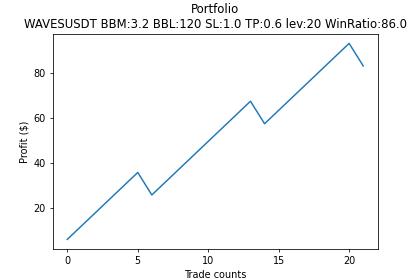 Portfolio
WAVESUSDT BBM:3.2 BBL:120 SL:1.0 TP:0.6 lev:20 WinRatio:86.0
80
60
40
20
Profit ($)
0 5 10 15 20
Trade counts